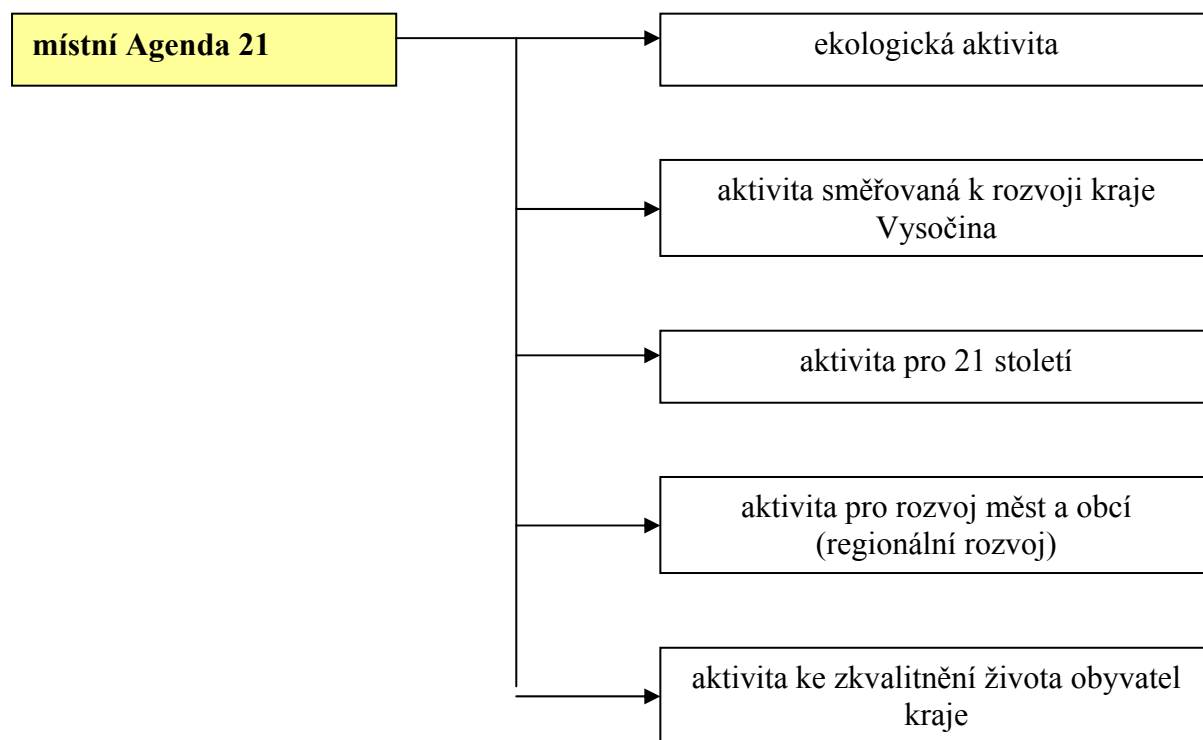 místní Agenda 21
ekologická aktivita
aktivita směřovaná k rozvoji kraje
Vysočina
aktivita pro 21 století
aktivita pro rozvoj měst a obcí
(regionální rozvoj)
aktivita ke zkvalitnění života obyvatel
kraje